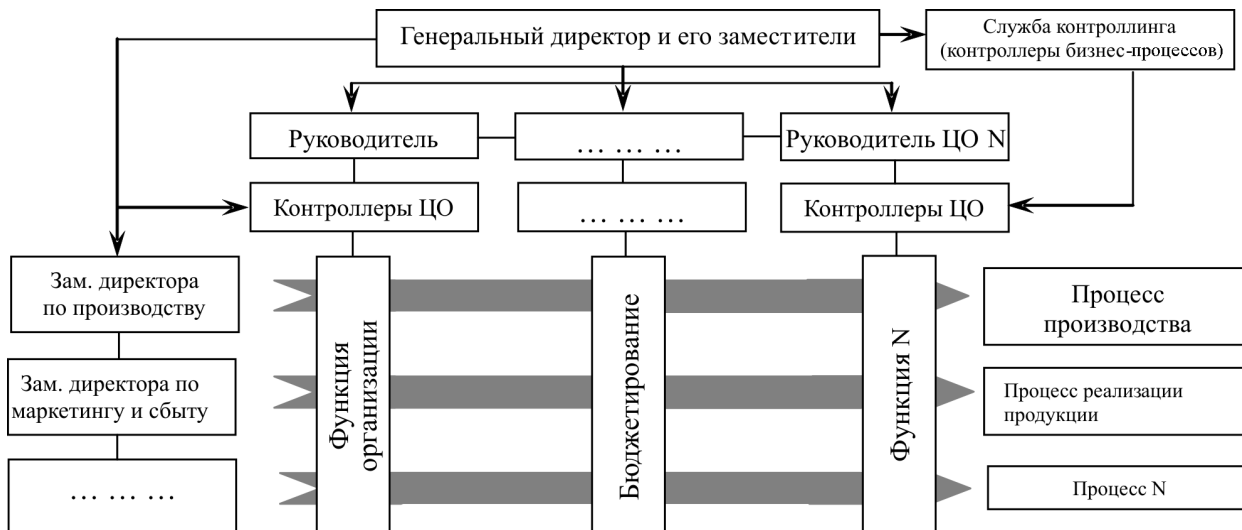 Генеральный директор и его заместители
Служба контроллинга
(контроллеры бизнес-процессов)
Руководитель
... ... ...
Руководитель ЦО N
Контроллеры ЦО
... ... ...
Контроллеры ЦО
Зам. директора
по производству
Зам. директора по
маркетингу и сбыту
... ... ...
Функция
организации
Бюджетирование
Функция N
Процесс
производства
Процесс реализации
продукции
Процесс N